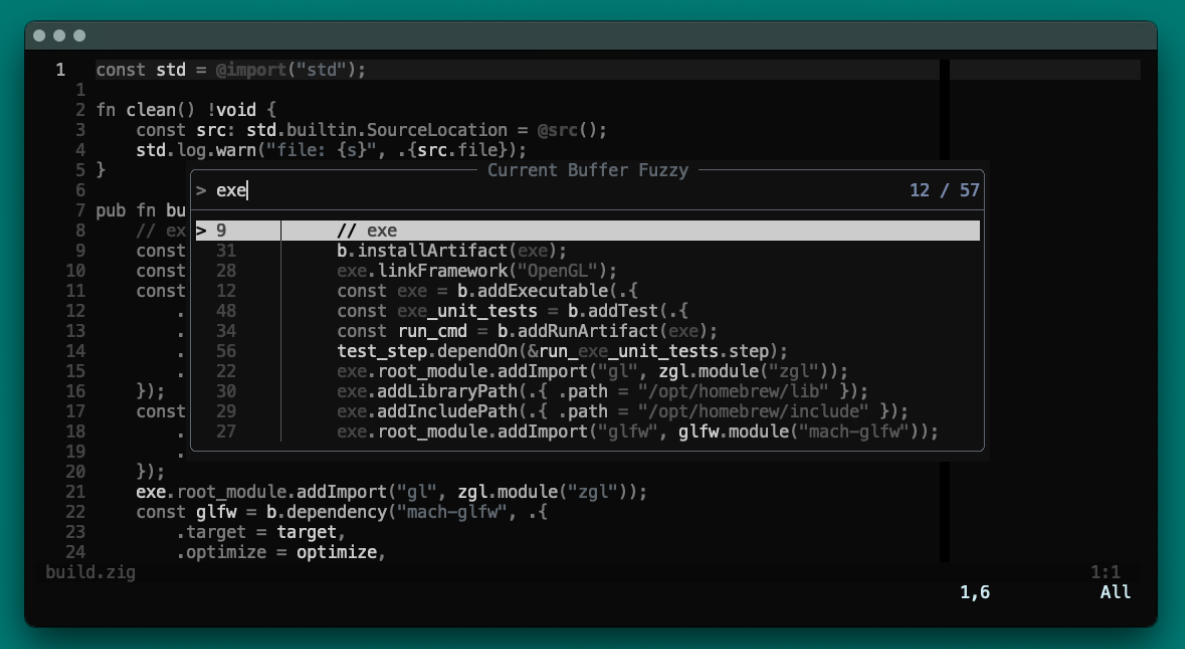 1 const std = @import("std");
1
2 fn clean() !void {
3 const src: std.builtin.SourceLocation = @src();
4 std.log.warn("file: {s}", .{src.file});
5 }
Current Buffer Fuzzy
6
> exe 12 / 57
7 pub fn bu
8 // ex
> 9 // exe
9 const
31 b.installArtifact(exe);
10 const
28 exe.linkFramework("OpenGL");
11 const
12 const exe = b.addExecutable(.{
12 .
48 const exe_unit_tests = b.addTest(.{
13 .
34 const run_cmd = b.addRunArtifact(exe);
14 .
56 test_step.dependOn(&run_exe_unit_tests.step);
15 .
22 exe.root_module.addImport("gl", zgl.module("zgl"));
16 });
30 exe.addLibraryPath(.{ .path = "/opt/homebrew/lib" });
17 const
29 exe.addIncludePath(.{ .path = "/opt/homebrew/include" });
18 .
27 exe.root_module.addImport("glfw", glfw.module("mach-glfw"));
19 .
20 });
21 exe.root_module.addImport("gl", zgl.module("zgl"));
22 const glfw = b.dependency("mach-glfw", .{
23 .target = target,
24 .optimize = optimize,
build.zig 1:1
1,6 All